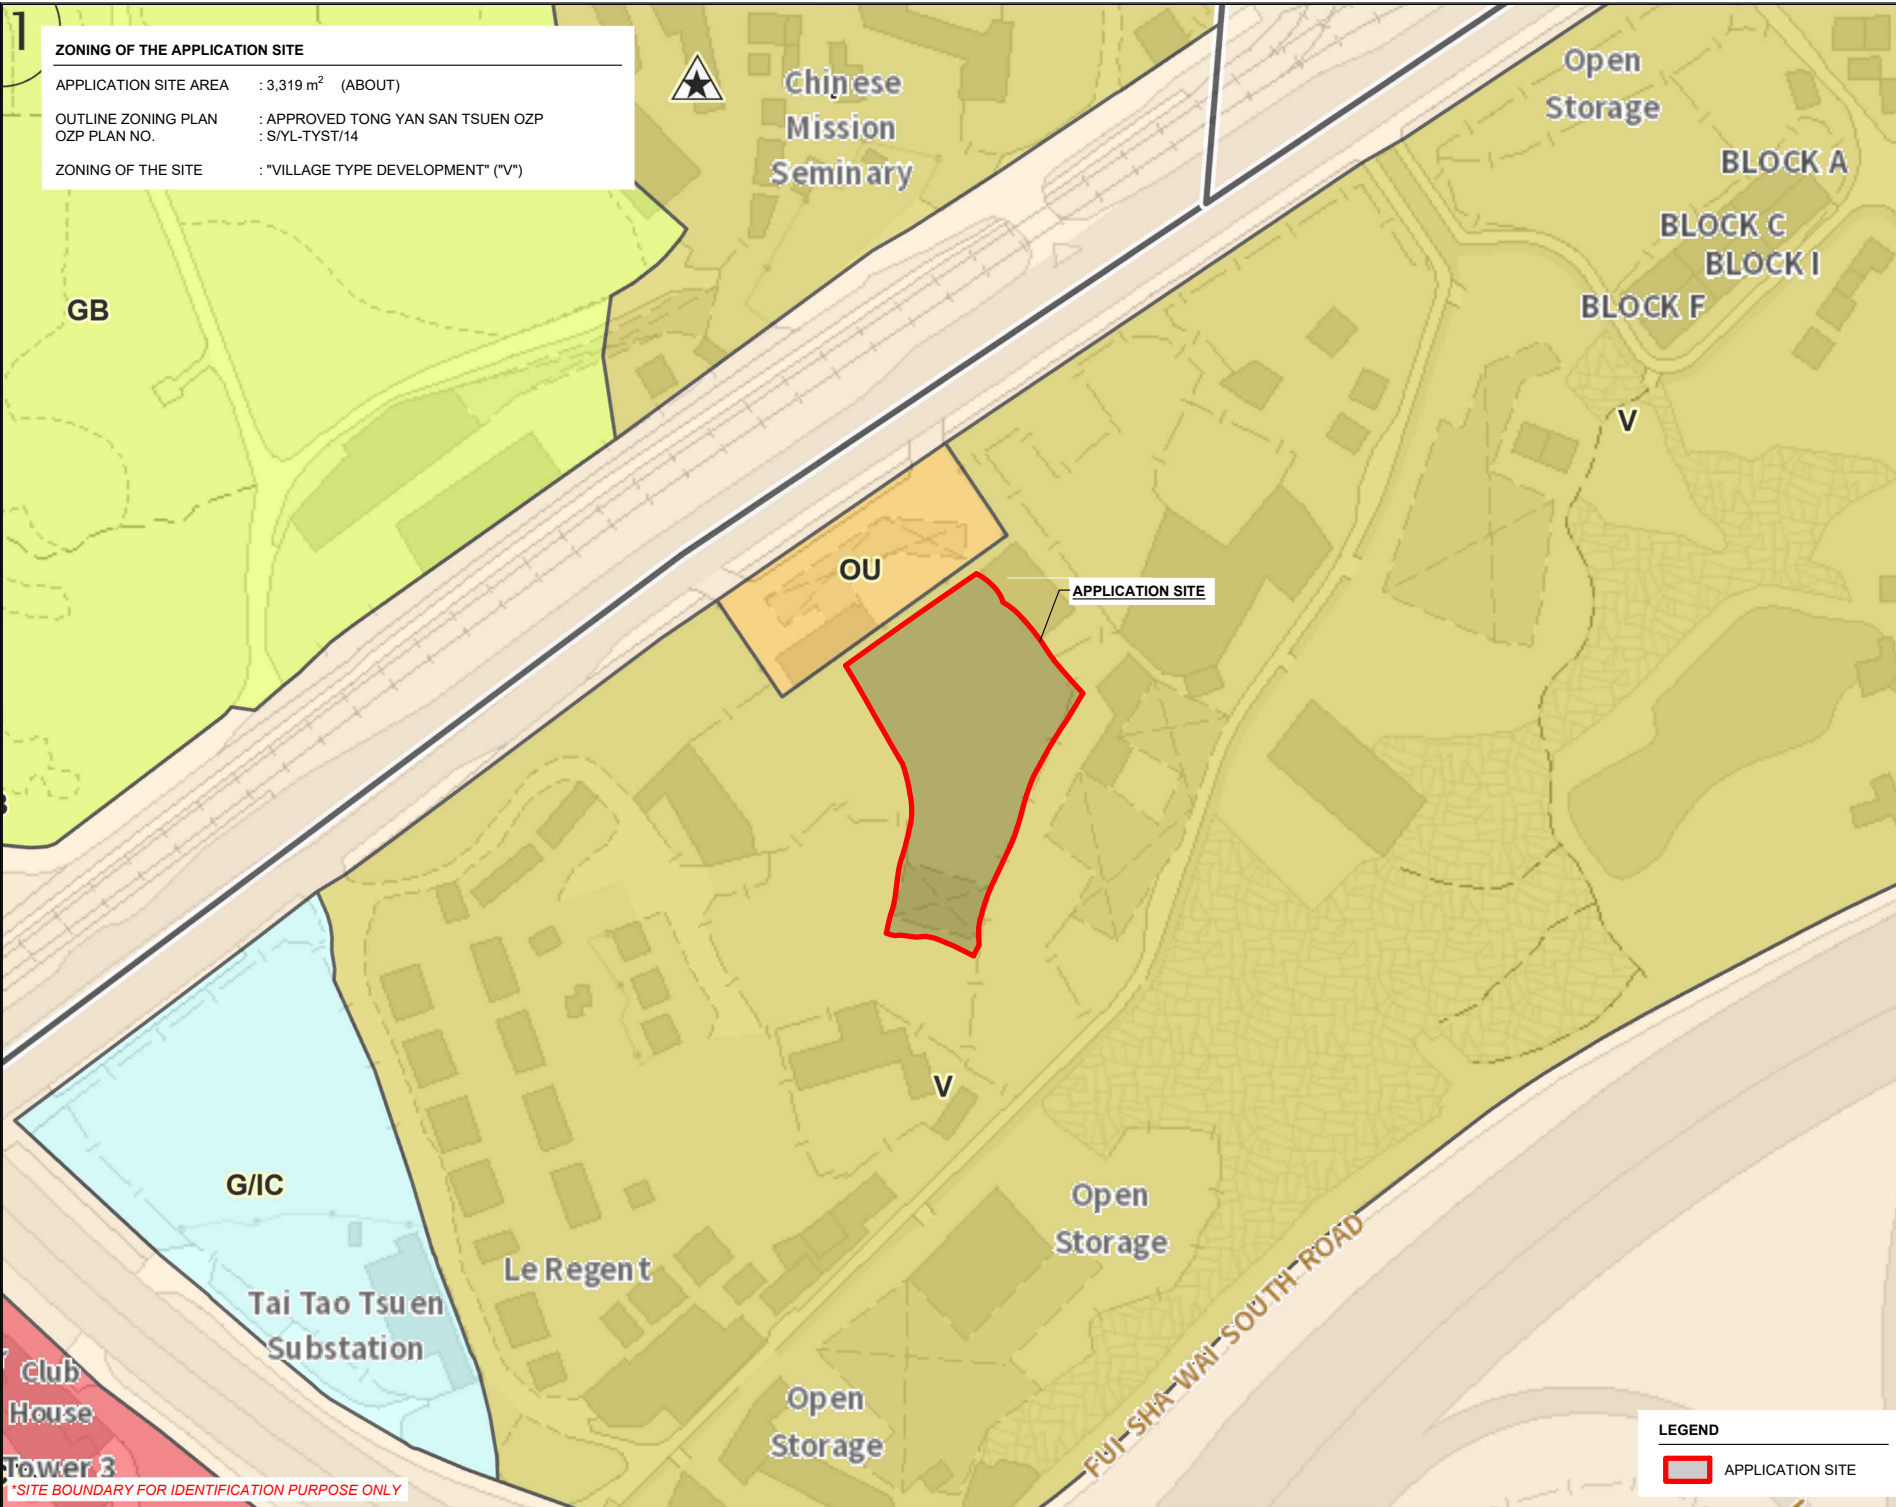 1
ZONING OF THE APPLICATION SITE
APPLICATION SITE AREA : 3,319 m² (ABOUT)
OUTLINE ZONING PLAN : APPROVED TONG YAN SAN TSUEN OZP
OZP PLAN NO. : S/YL-TYST/14
ZONING OF THE SITE : "VILLAGE TYPE DEVELOPMENT" ("V")
Chinese
Mission
Seminary
Open
Storage
BLOCK A
BLOCK C
BLOCK I
BLOCK F
GB
V
OU
APPLICATION SITE
V
G/IC
Open
Storage
Le Regent
Tai Tao Tsuen
Substation
FUI SHA WAI SOUTH ROAD
Club
House
Open
Storage
Tower 3
*SITE BOUNDARY FOR IDENTIFICATION PURPOSE ONLY
LEGEND
APPLICATION SITE